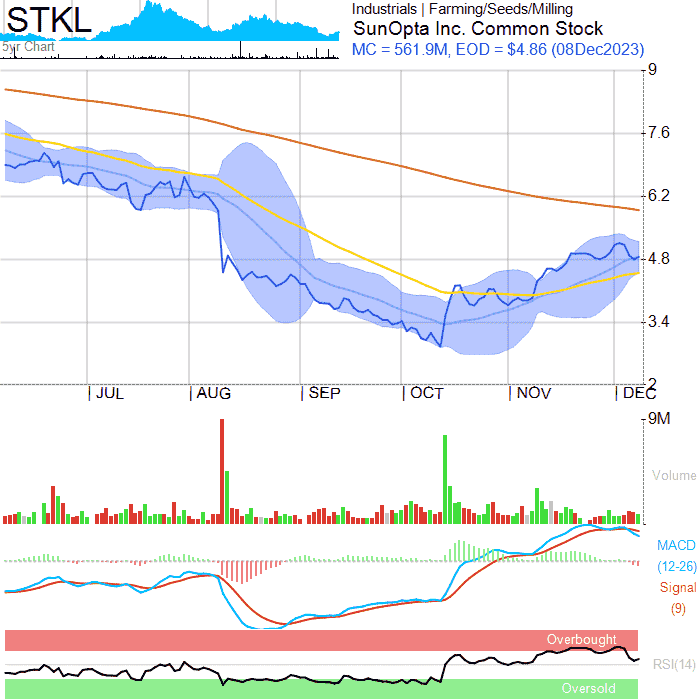 STKL
5yr Chart
Industrials | Farming/Seeds/Milling
SunOpta Inc. Common Stock
MC = 561.9M, EOD = $4.86 (08Dec2023)
9
7.6
6.2
4.8
3.4
2
JUL
AUG
SEP
OCT
NOV
DEC
9M
Volume
MACD
(12-26)
Signal
(9)
Overbought
RSI(14)
Oversold